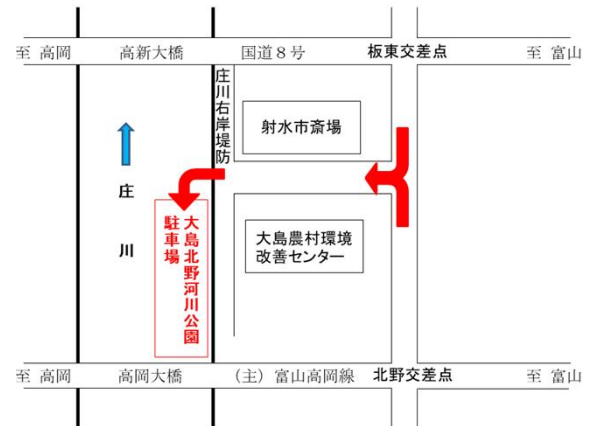 至 高岡 高新大橋 国道8号 板東交差点 至 富山
庄川右岸堤防
射水市斎場
庄川
大島北野河川公園
駐車場
大島農村環境
改善センター
至 高岡 高岡大橋 (主) 富山高岡線 北野交差点 至 富山